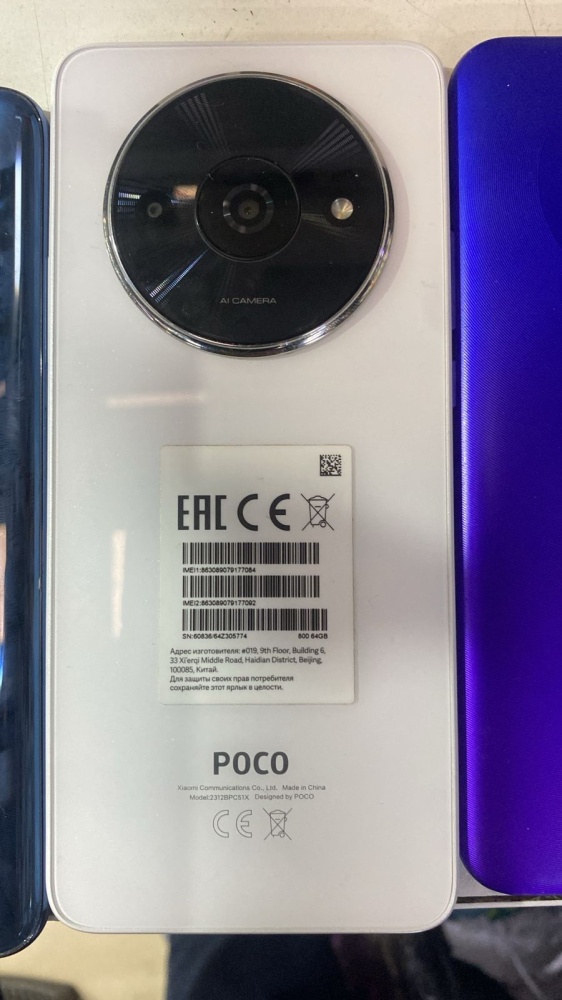 AI CAMERA
EAC CE
IMEI1:863089079177084
IMEI2:863089079177092
SN:60836/64Z305774 800 64GB
Адрес изготовителя: #019, 9th Floor, Building 6,
33 Xi'erqi Middle Road, Haidian District, Beijing,
100085, Китай.
Для защиты своих прав потребителя
сохраняйте этот ярлык в целости.
POCO
Xiaomi Communications Co., Ltd. Made in China
Model:2312BPC51X Designed by POCO
CE